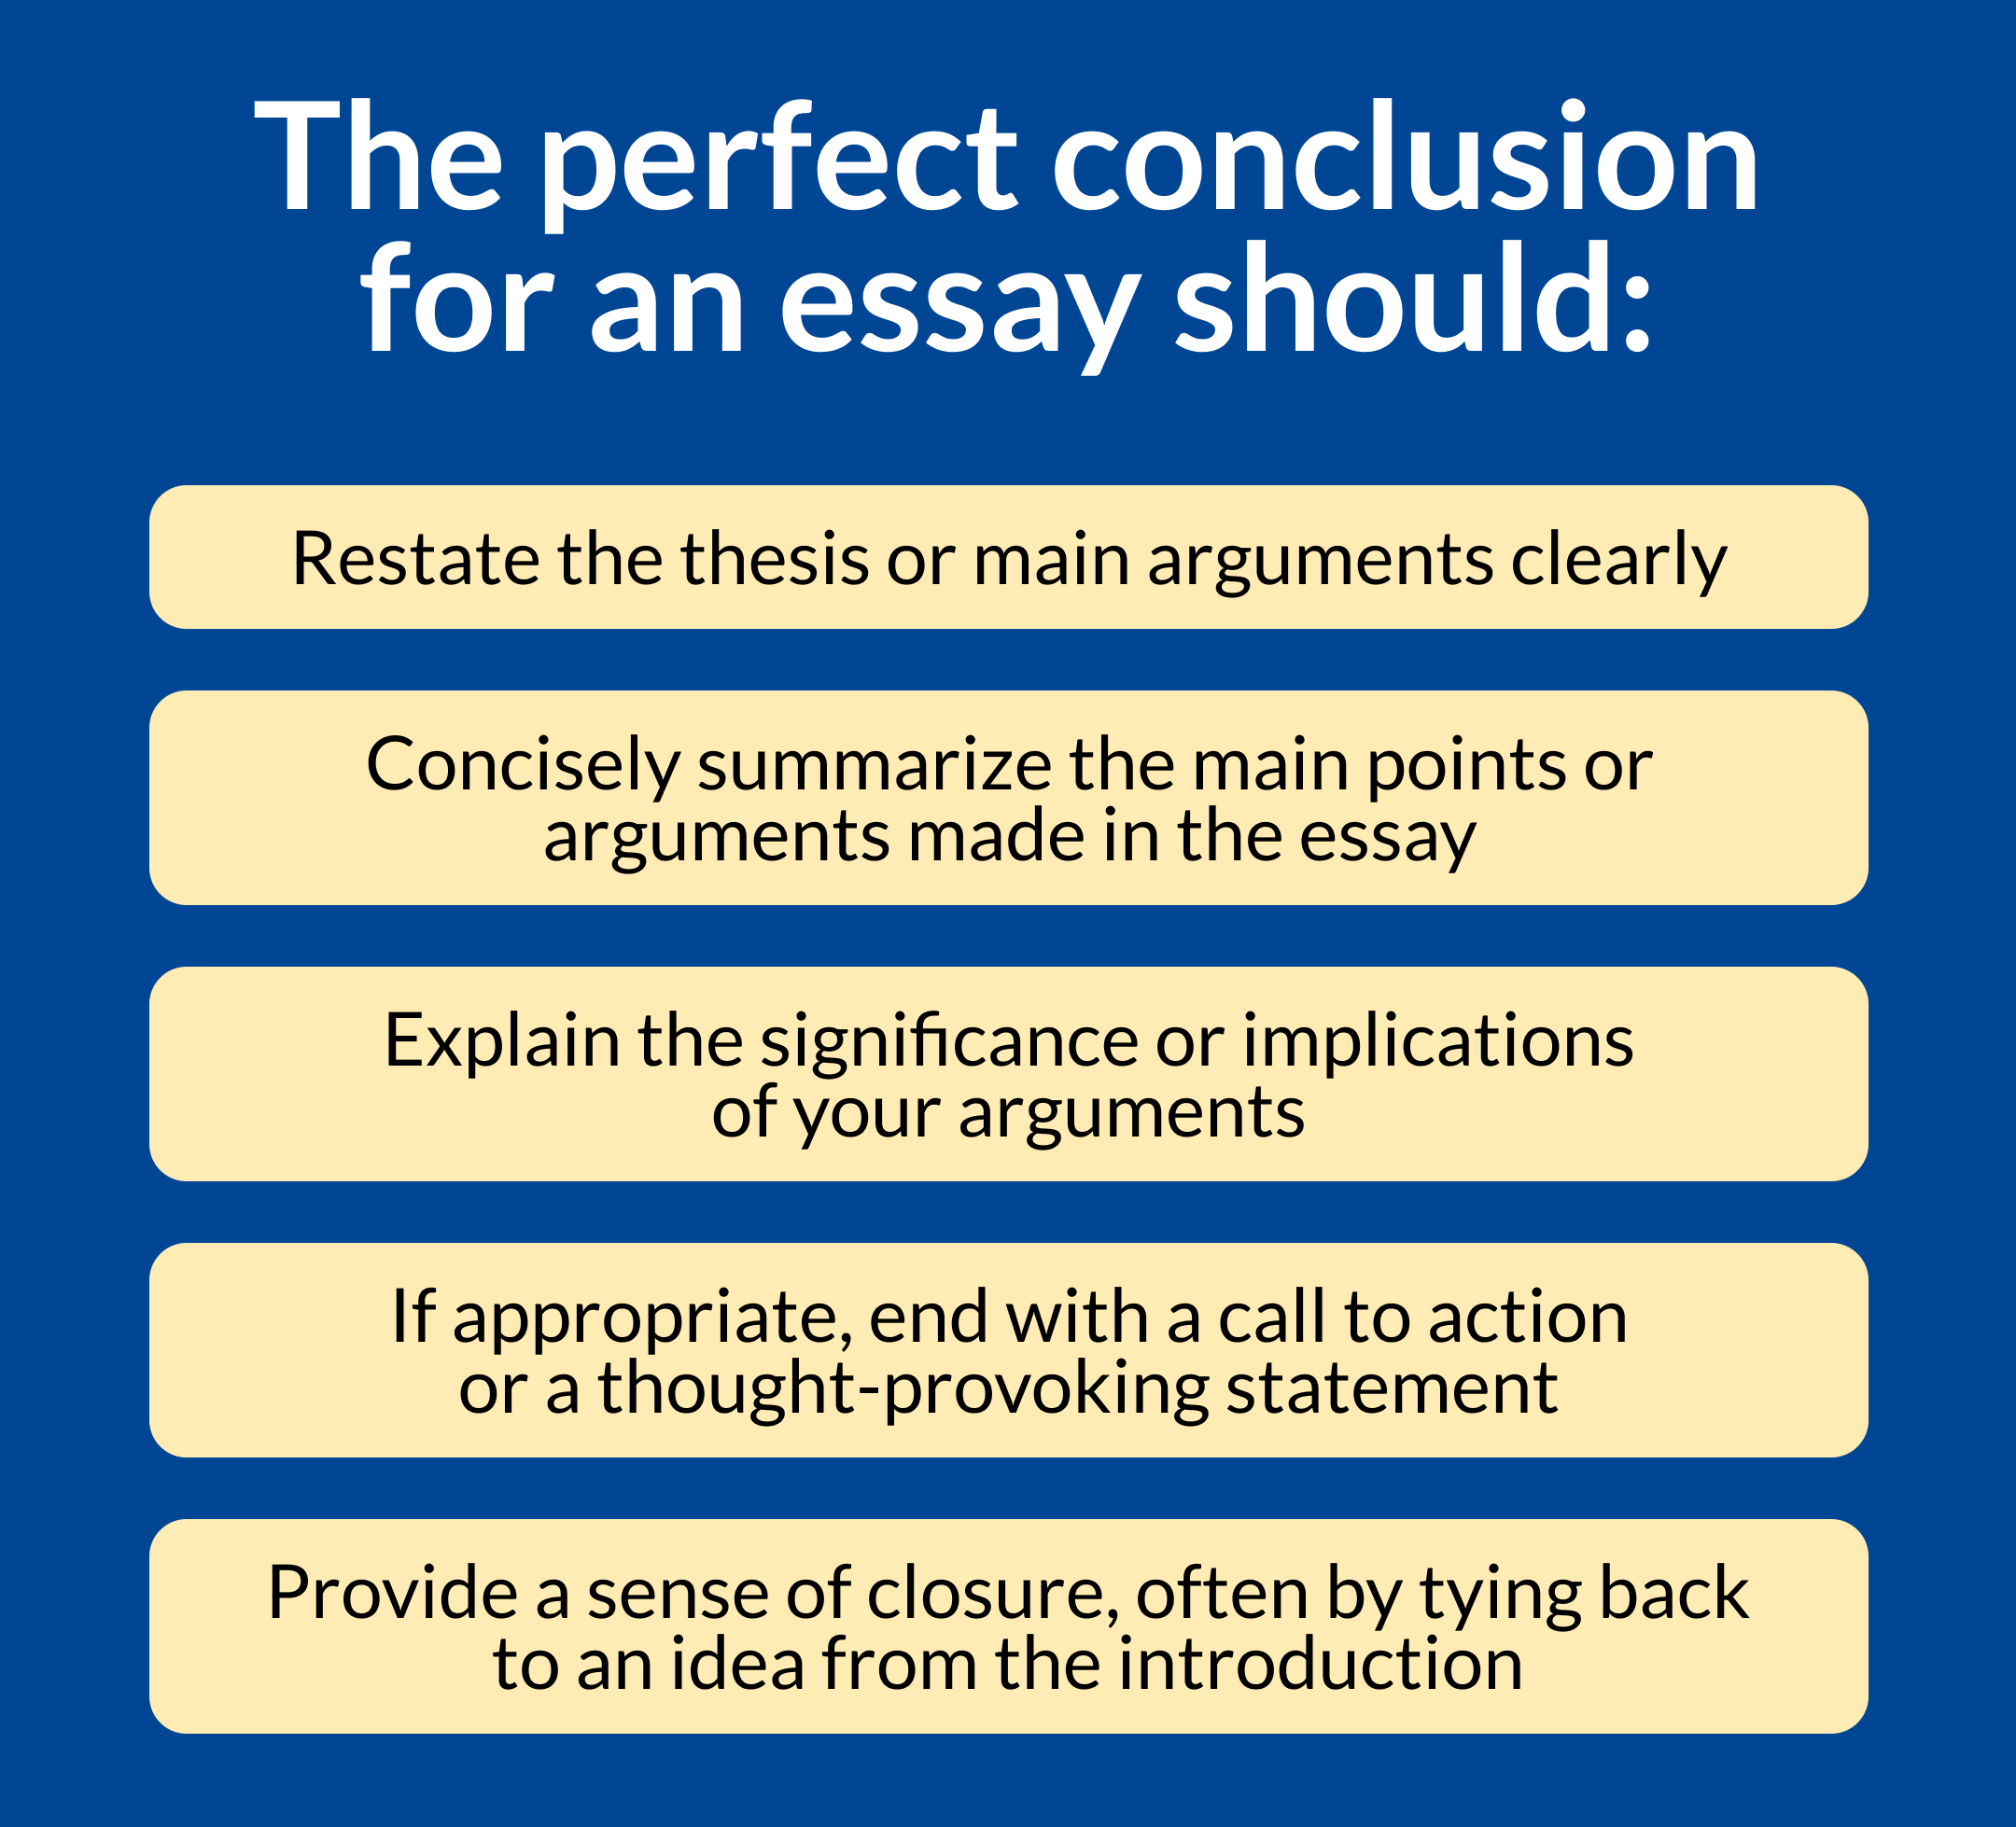 The perfect conclusion
for an essay should:
Restate the thesis or main arguments clearly
Concisely summarize the main points or
arguments made in the essay
Explain the significance or implications
of your arguments
If appropriate, end with a call to action
or a thought-provoking statement
Provide a sense of closure, often by tying back
to an idea from the introduction